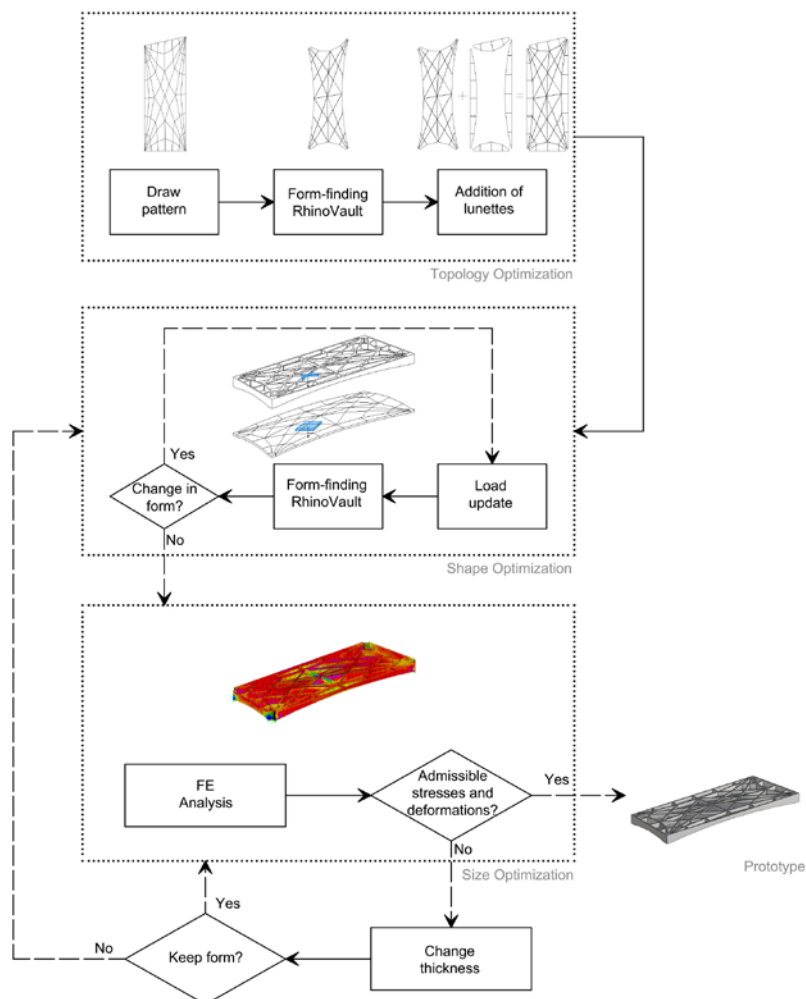 +
=
Draw
pattern
Form-finding
RhinoVault
Addition of
lunettes
Topology Optimization
Yes
Change in
form?
Form-finding
RhinoVault
Load
update
No
Shape Optimization
FE
Analysis
Admissible
stresses and
deformations?
Yes
No
Size Optimization
Prototype
Yes
No
Keep form?
Change
thickness